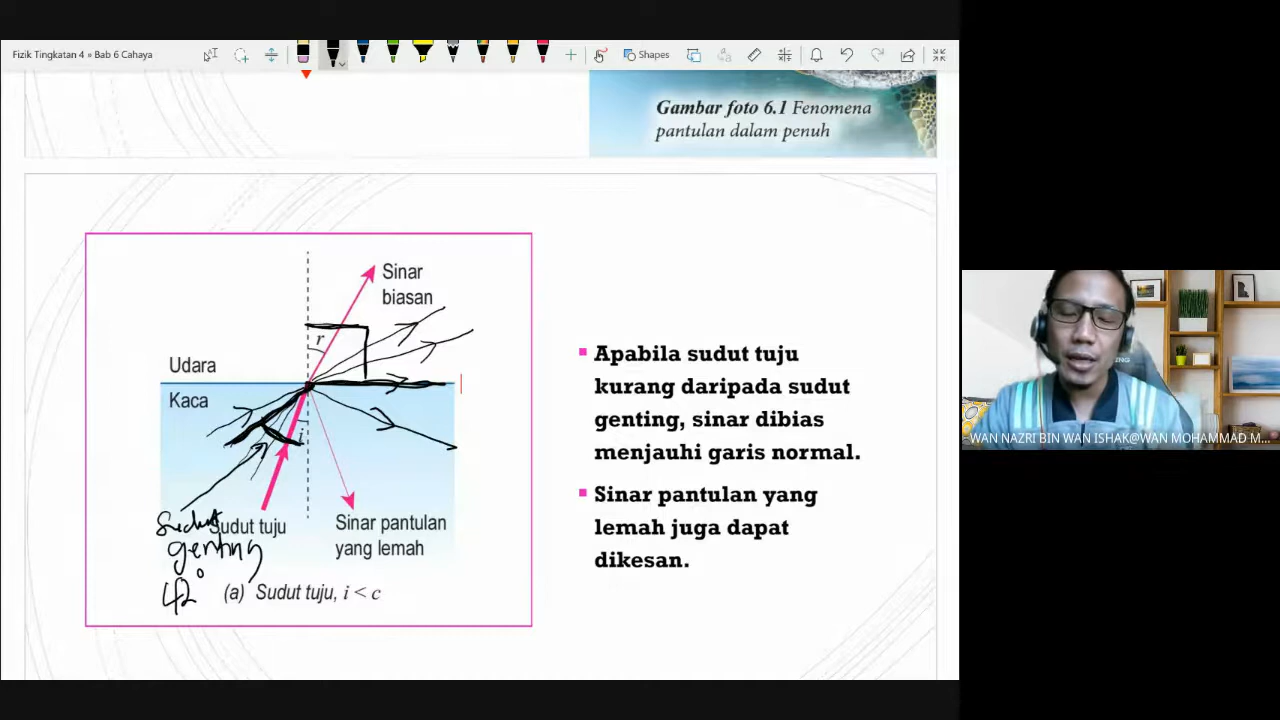 Fizik Tingkatan 4 » Bab 6 Cahaya
Shapes
Gambar foto 6.1 Fenomena
pantulan dalam penuh
Sinar
biasan
r
Udara
Kaca
i
Sudut tuju
Sinar pantulan
yang lemah
Sudut
genting
42°
(a) Sudut tuju, i < c
Apabila sudut tuju
kurang daripada sudut
genting, sinar dibias
menjauhi garis normal.
Sinar pantulan yang
lemah juga dapat
dikesan.
WAN NAZRI BIN WAN ISHAK@WAN MOHAMMAD M...